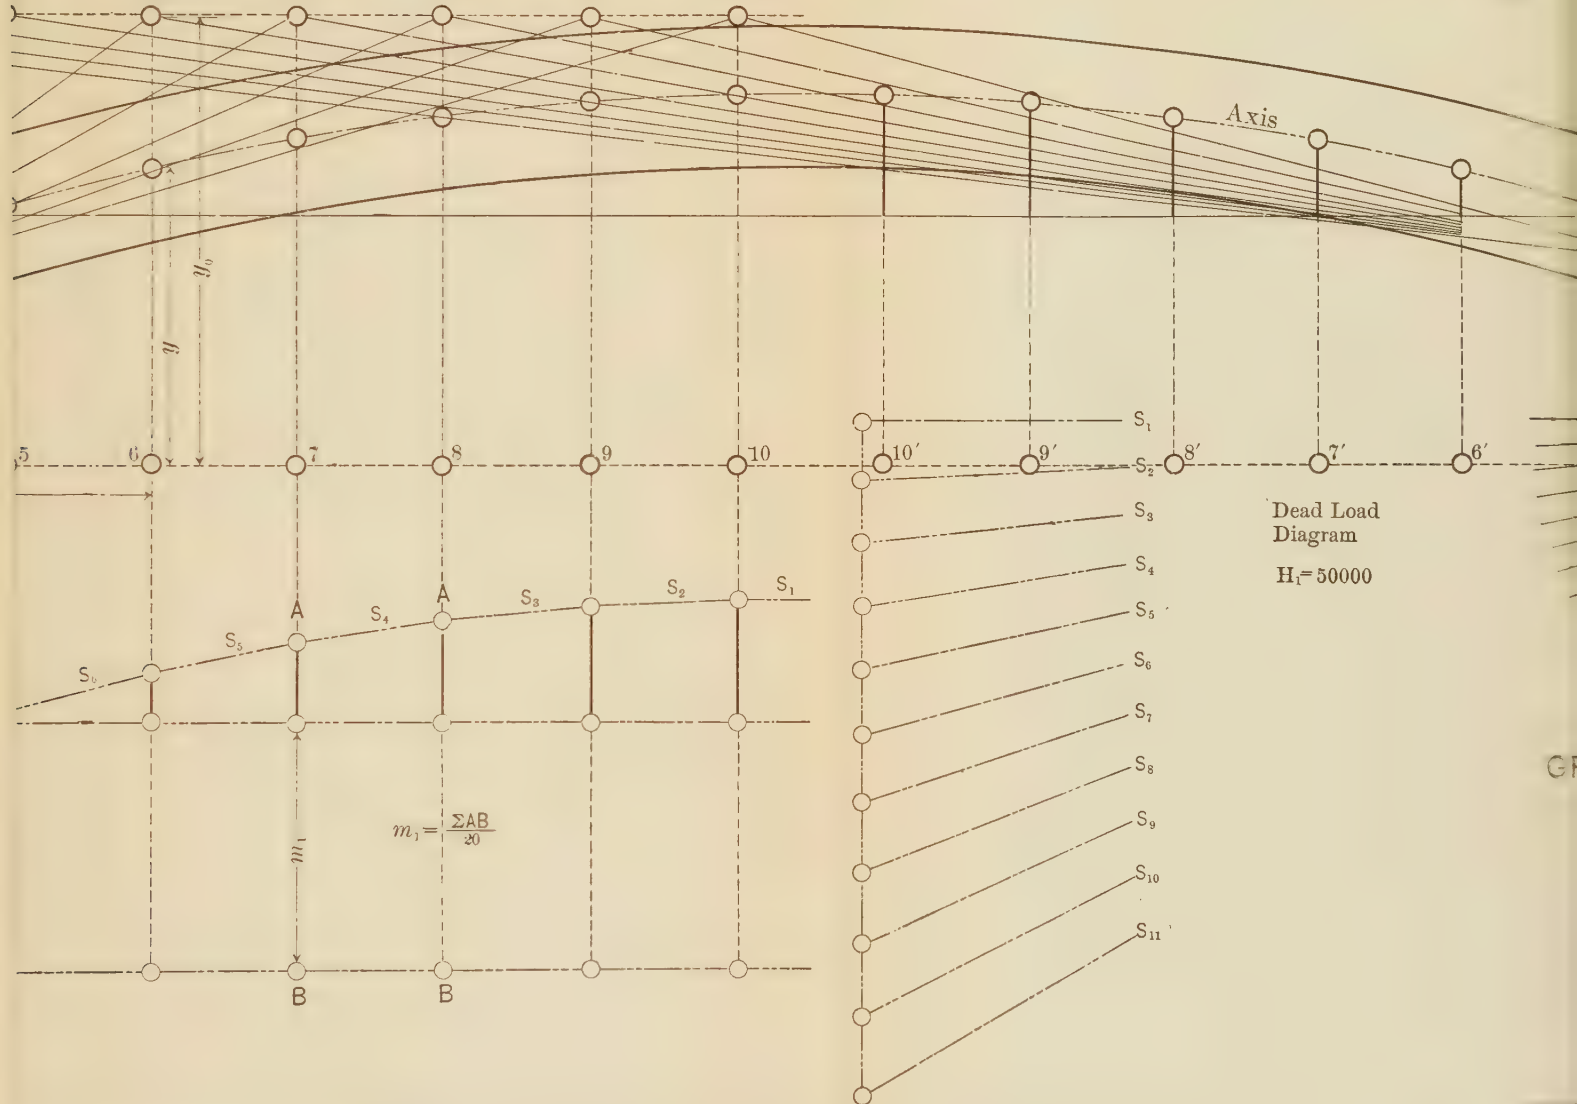 Axis
y₀
y
5 6 7 8 9 10 10′ 9′ 8′ 7′ 6′
S₁
S₂
S₃
S₄
S₅
S₆
S₇
S₈
S₉
S₁₀
S₁₁
Dead Load
Diagram
H₁=50000
S₆ S₅ S₄ S₃ S₂ S₁
A A
m₁
m₁ = ΣAB/20
B B
GR